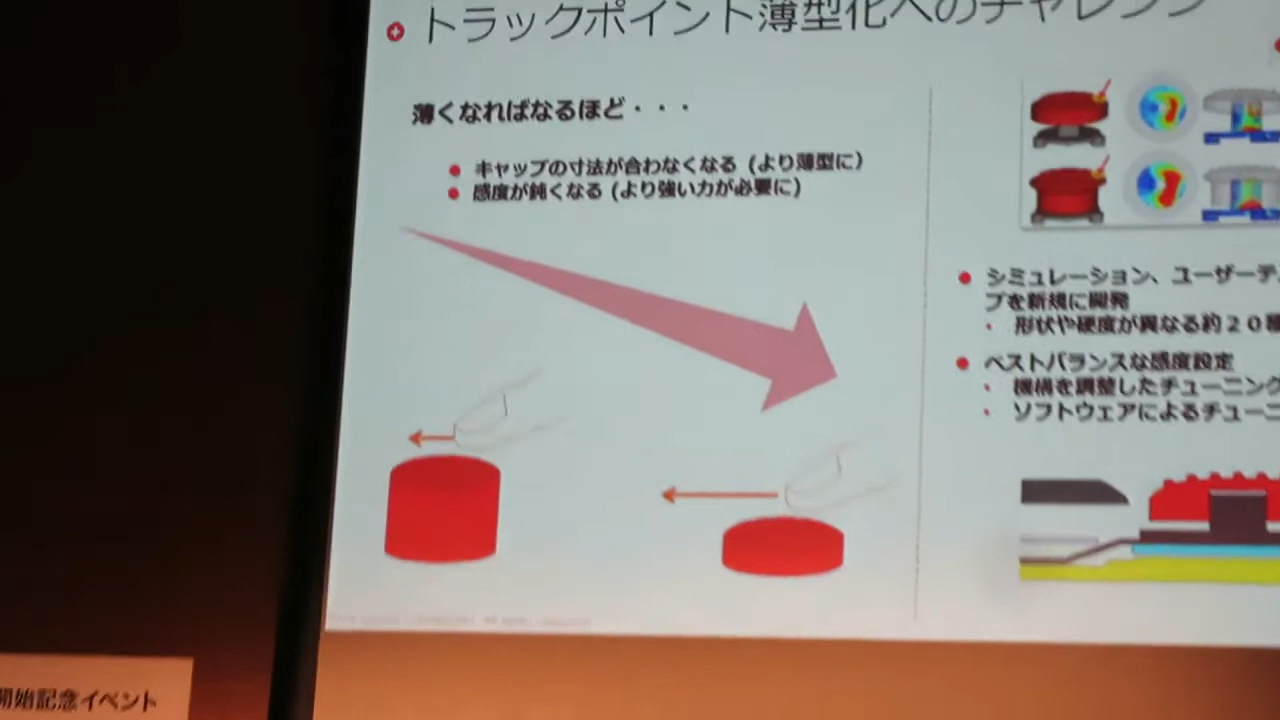 トラックポイント薄型化へのチャレンジ
薄くなればなるほど・・・
キャップの寸法が合わなくなる (より薄型に)
感度が鈍くなる (より強い力が必要に)
シミュレーション、ユーザーテ
プを新規に開発
形状や硬度が異なる約２０
ベストバランスな感度設定
機構を調整したチューニング
ソフトウェアによるチューニ
開始記念イベント